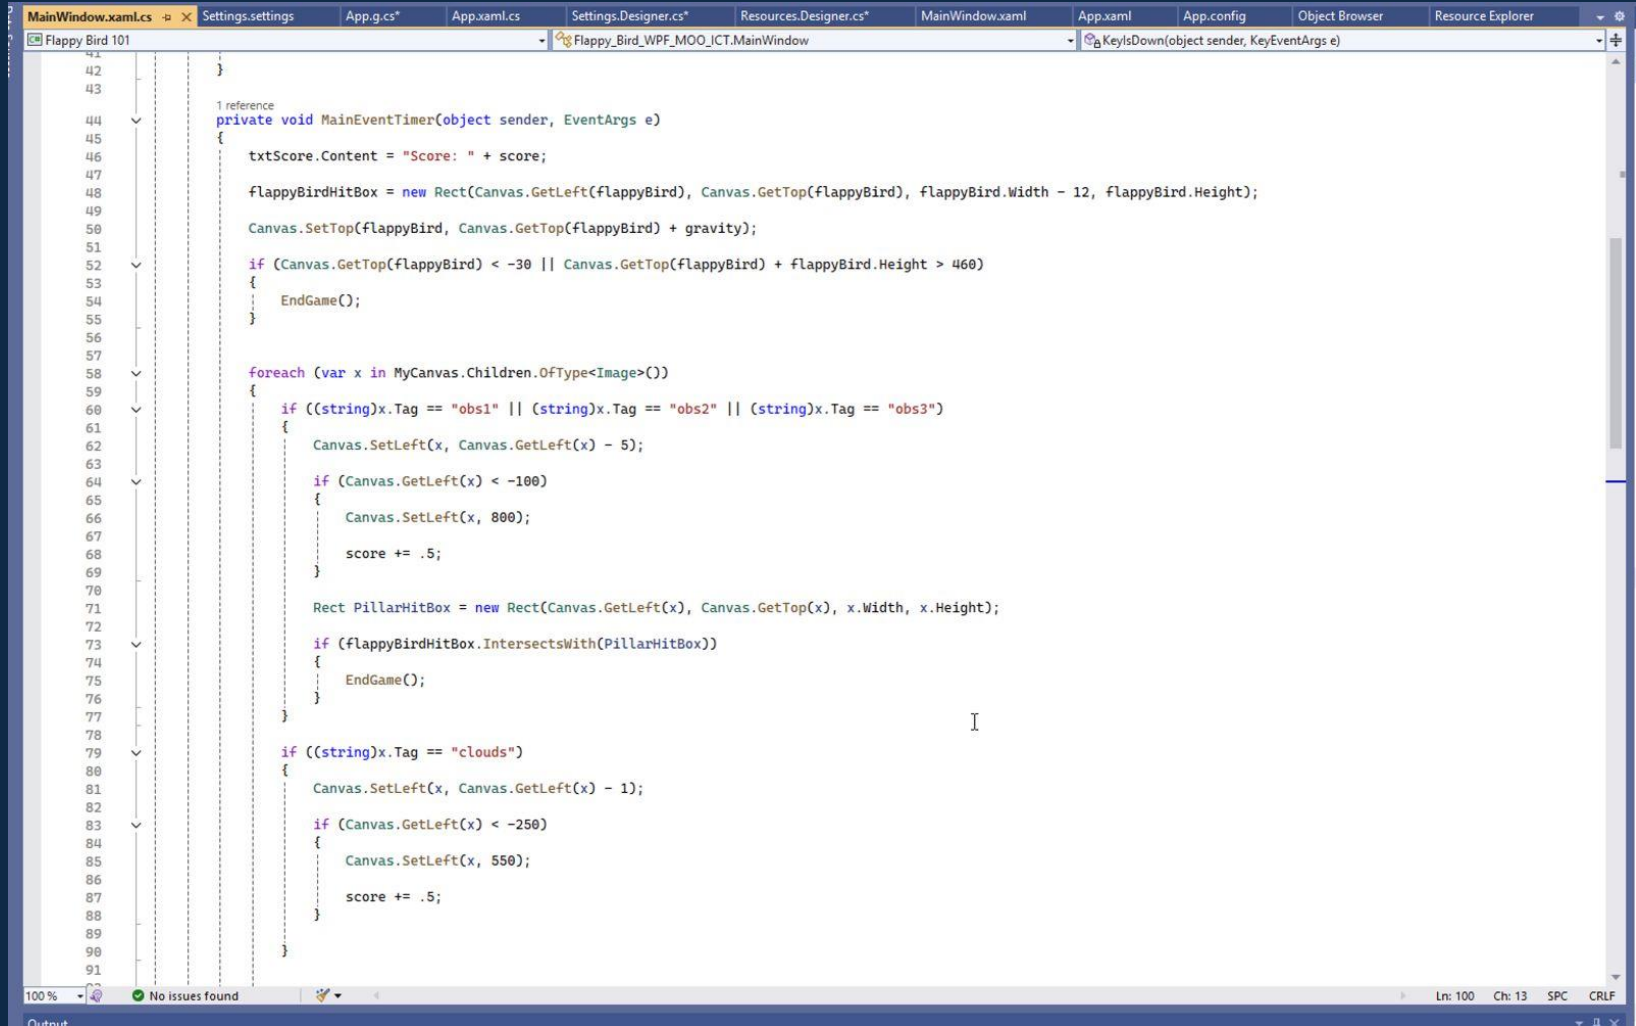 MainWindow.xaml.cs Settings.settings App.g.cs* App.xaml.cs Settings.Designer.cs* Resources.Designer.cs* MainWindow.xaml App.xaml App.config Object Browser Resource Explorer
Flappy Bird 101 Flappy_Bird_WPF_MOO_ICT.MainWindow KeyIsDown(object sender, KeyEventArgs e)
41
42 }
43
1 reference
44 private void MainEventTimer(object sender, EventArgs e)
45 {
46 txtScore.Content = "Score: " + score;
47
48 flappyBirdHitBox = new Rect(Canvas.GetLeft(flappyBird), Canvas.GetTop(flappyBird), flappyBird.Width - 12, flappyBird.Height);
49
50 Canvas.SetTop(flappyBird, Canvas.GetTop(flappyBird) + gravity);
51
52 if (Canvas.GetTop(flappyBird) < -30 || Canvas.GetTop(flappyBird) + flappyBird.Height > 460)
53 {
54 EndGame();
55 }
56
57
58 foreach (var x in MyCanvas.Children.OfType<Image>())
59 {
60 if ((string)x.Tag == "obs1" || (string)x.Tag == "obs2" || (string)x.Tag == "obs3")
61 {
62 Canvas.SetLeft(x, Canvas.GetLeft(x) - 5);
63
64 if (Canvas.GetLeft(x) < -100)
65 {
66 Canvas.SetLeft(x, 800);
67
68 score += .5;
69 }
70
71 Rect PillarHitBox = new Rect(Canvas.GetLeft(x), Canvas.GetTop(x), x.Width, x.Height);
72
73 if (flappyBirdHitBox.IntersectsWith(PillarHitBox))
74 {
75 EndGame();
76 }
77 }
78
79 if ((string)x.Tag == "clouds")
80 {
81 Canvas.SetLeft(x, Canvas.GetLeft(x) - 1);
82
83 if (Canvas.GetLeft(x) < -250)
84 {
85 Canvas.SetLeft(x, 550);
86
87 score += .5;
88 }
89
90 }
91
100 % No issues found Ln: 100 Ch: 13 SPC CRLF
Output